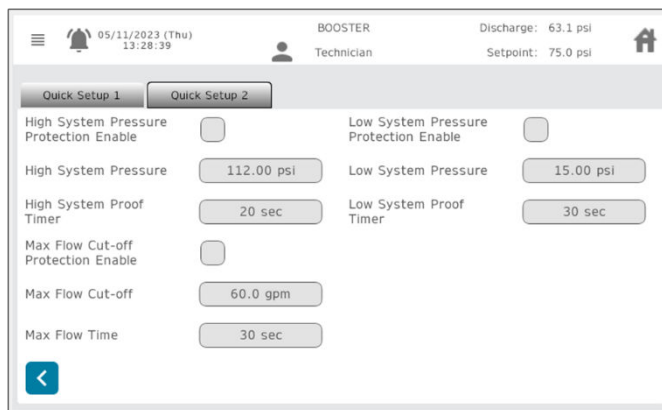 05/11/2023 (Thu)
13:28:39
BOOSTER
Technician
Discharge: 63.1 psi
Setpoint: 75.0 psi
Quick Setup 1
Quick Setup 2
High System Pressure
Protection Enable
Low System Pressure
Protection Enable
High System Pressure
112.00 psi
Low System Pressure
15.00 psi
High System Proof
Timer
20 sec
Low System Proof
Timer
30 sec
Max Flow Cut-off
Protection Enable
Max Flow Cut-off
60.0 gpm
Max Flow Time
30 sec